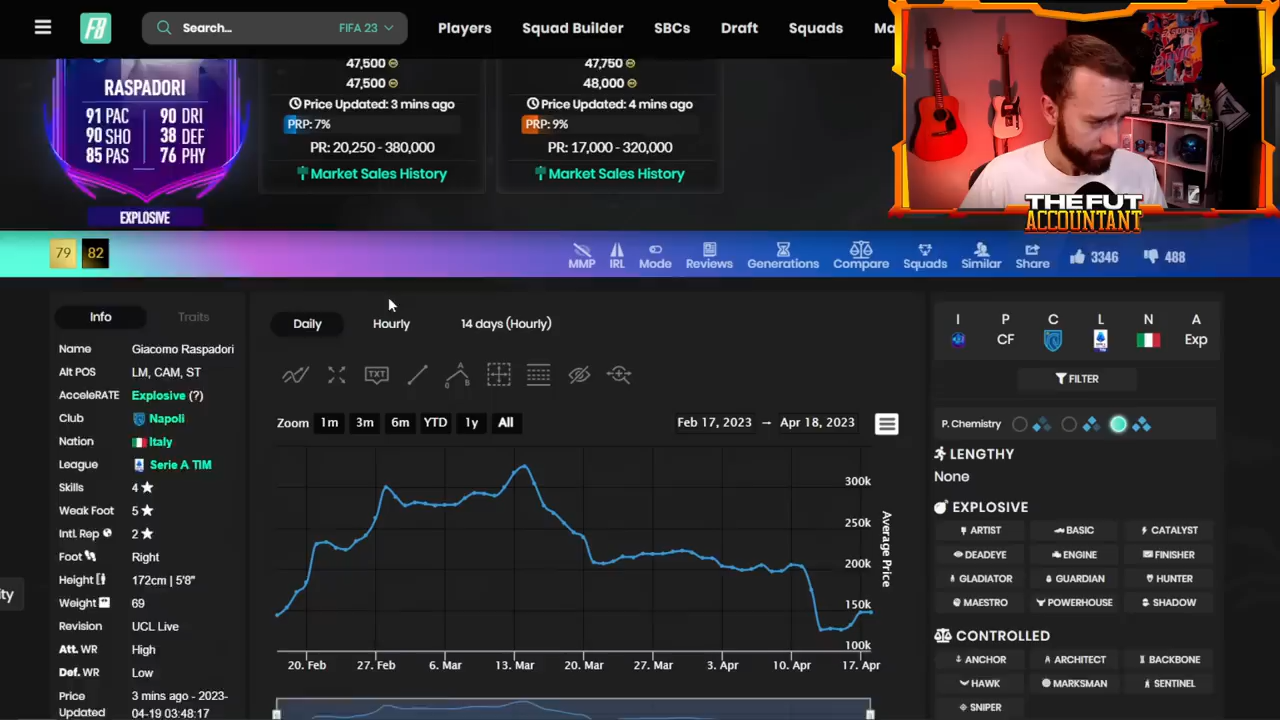 F8
Search...
FIFA 23
Players
Squad Builder
SBCs
Draft
Squads
Ma
RASPADORI
91 PAC
90 DRI
90 SHO
38 DEF
85 PAS
76 PHY
EXPLOSIVE
47,500
47,500
Price Updated: 3 mins ago
PRP: 7%
PR: 20,250 - 380,000
Market Sales History
47,750
48,000
Price Updated: 4 mins ago
PRP: 9%
PR: 17,000 - 320,000
Market Sales History
THE FUT
ACCOUNTANT
79
82
MMP
IRL
Mode
Reviews
Generations
Compare
Squads
Similar
Share
3346
488
Info
Traits
Name
Giacomo Raspadori
Alt POS
LM, CAM, ST
AcceleRATE
Explosive (?)
Club
Napoli
Nation
Italy
League
Serie A TIM
Skills
4
Weak Foot
5
Intl. Rep
2
Foot
Right
Height
172cm | 5'8"
Weight
69
Revision
UCL Live
Att. WR
High
Def. WR
Low
Price
Updated
3 mins ago - 2023-
04-19 03:48:17
ty
Daily
Hourly
14 days (Hourly)
TXT
Zoom
1m
3m
6m
YTD
1y
All
Feb 17, 2023 → Apr 18, 2023
300k
250k
200k
150k
100k
Average Price
20. Feb
27. Feb
6. Mar
13. Mar
20. Mar
27. Mar
3. Apr
10. Apr
17. Apr
I
P
C
L
N
A
CF
Exp
FILTER
P. Chemistry
LENGTHY
None
EXPLOSIVE
ARTIST
BASIC
CATALYST
DEADEYE
ENGINE
FINISHER
GLADIATOR
GUARDIAN
HUNTER
MAESTRO
POWERHOUSE
SHADOW
CONTROLLED
ANCHOR
ARCHITECT
BACKBONE
HAWK
MARKSMAN
SENTINEL
SNIPER